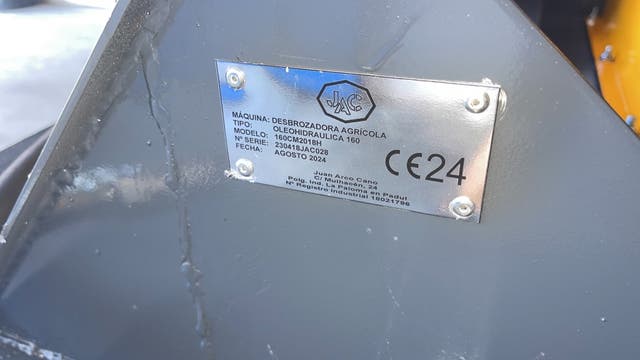 JAC
MÁQUINA: DESBROZADORA AGRÍCOLA
TIPO: OLEOHIDRAULICA 160
MODELO: 160CM2018H
Nº SERIE: 230418JAC028
FECHA: AGOSTO 2024
CE24
Juan Arco Cano
C/ Mulhacén, 24
Polg. Ind. La Paloma en Padul
Nº Registro Industrial 18021786